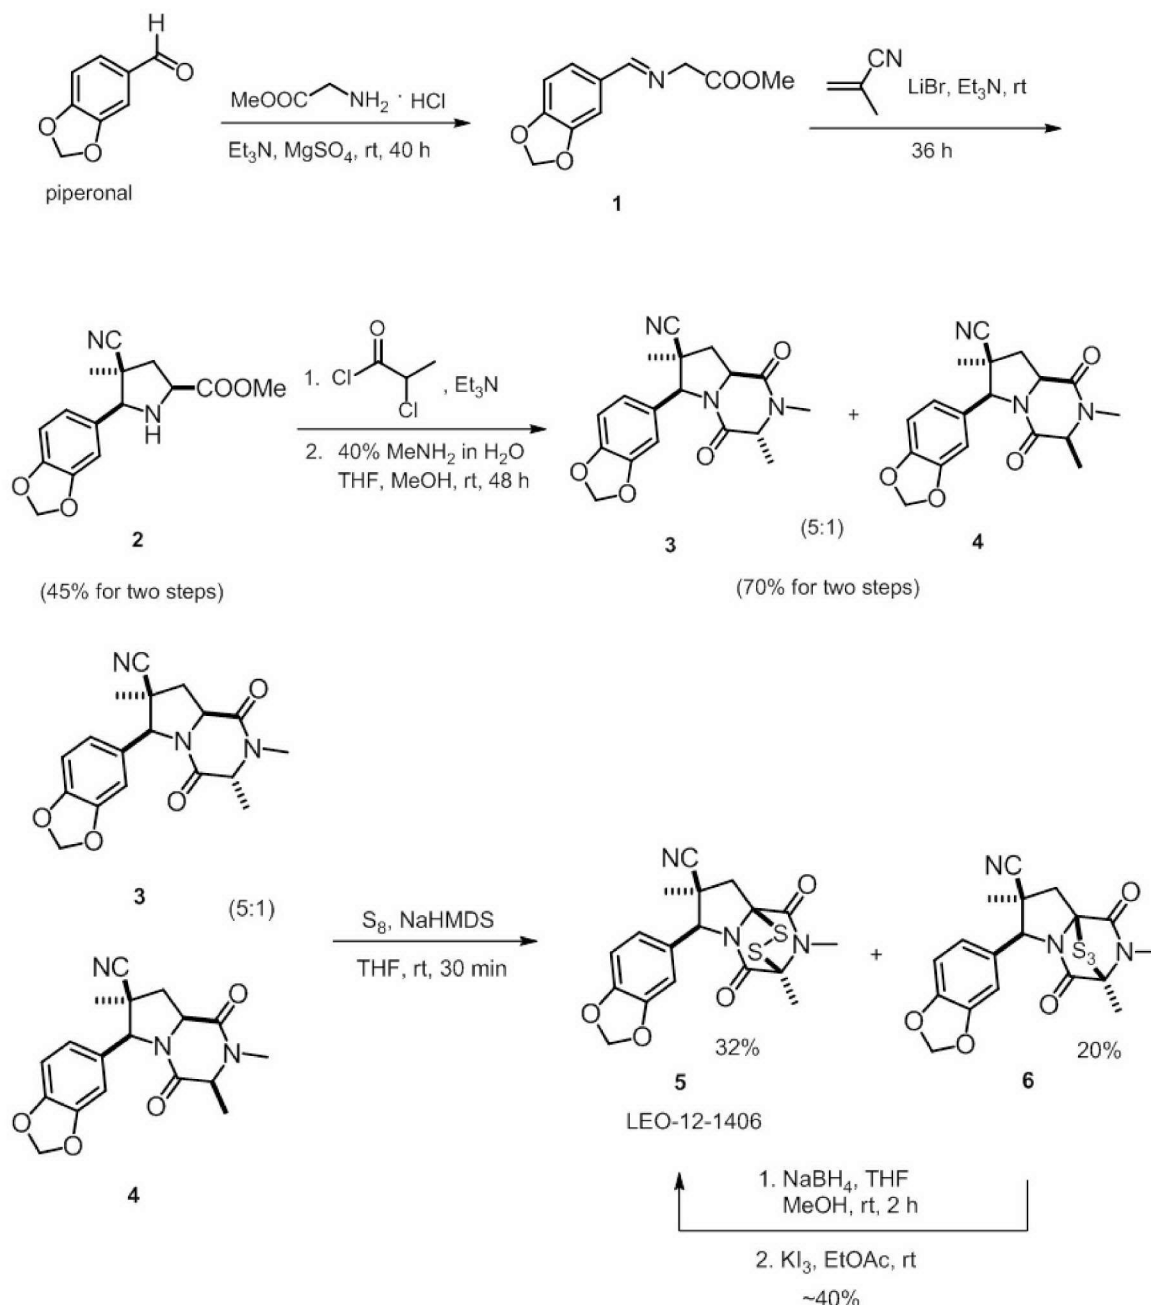 H
O
O
O
piperonal
MeOOC NH₂ · HCl
Et₃N, MgSO₄, rt, 40 h
N COOMe
O
O
1
CN
LiBr, Et₃N, rt
36 h
NC
COOMe
N
H
O
O
2
(45% for two steps)
O
1. Cl , Et₃N
Cl
2. 40% MeNH₂ in H₂O
THF, MeOH, rt, 48 h
NC
O
N
N
O
O
O
3
(5:1)
NC
O
N
N
O
O
O
4
(70% for two steps)
NC
O
N
N
O
O
O
3
(5:1)
NC
O
N
N
O
O
O
4
S₈, NaHMDS
THF, rt, 30 min
NC
O
N S
S N
O
O
O
32%
5
LEO-12-1406
+
NC
O
N
S₃ N
O
O
O
20%
6
1. NaBH₄, THF
MeOH, rt, 2 h
2. KI₃, EtOAc, rt
~40%